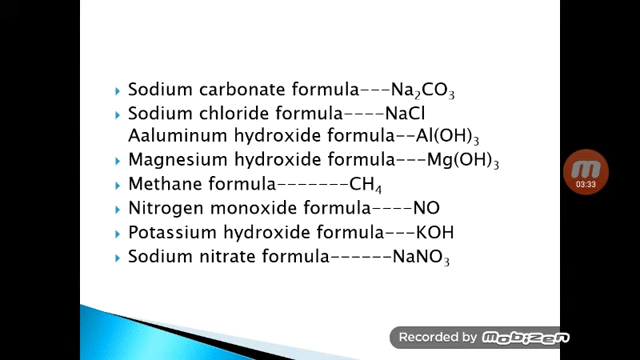 Sodium carbonate formula---Na₂CO₃
Sodium chloride formula----NaCl
Aaluminum hydroxide formula--Al(OH)₃
Magnesium hydroxide formula---Mg(OH)₃
Methane formula-------CH₄
Nitrogen monoxide formula----NO
Potassium hydroxide formula---KOH
Sodium nitrate formula------NaNO₃
03:33
Recorded by mobizen